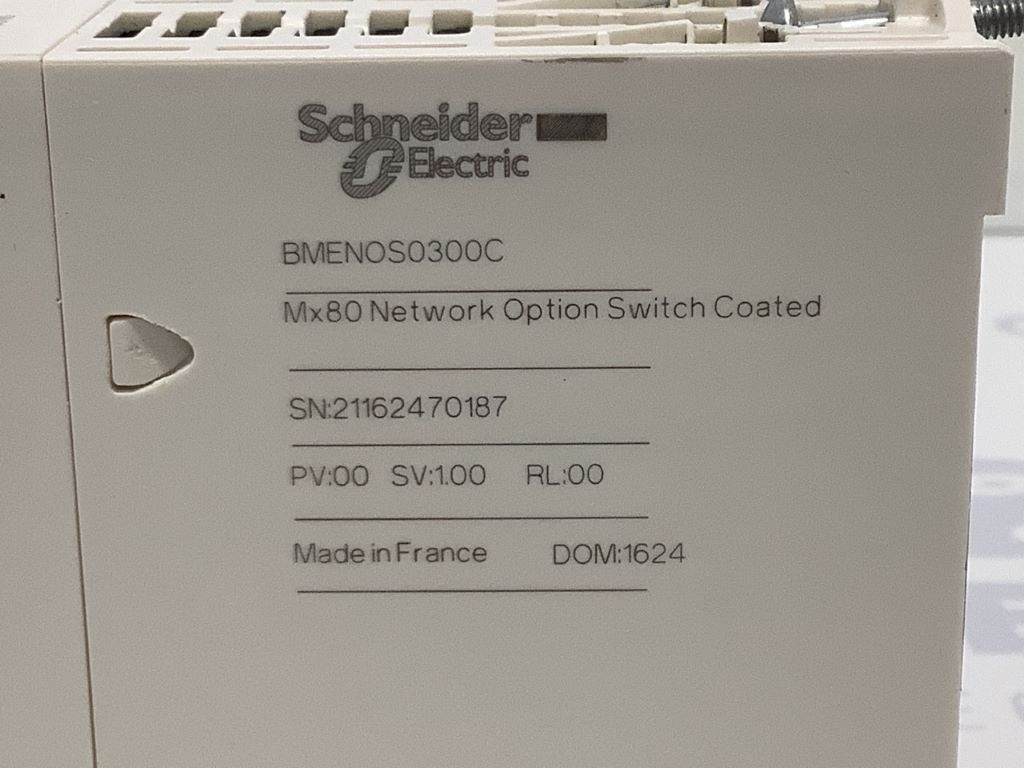 Schneider
Electric
BMENOS0300C
Mx80 Network Option Switch Coated
SN:21162470187
PV:00 SV:1.00 RL:00
Made in France DOM:1624